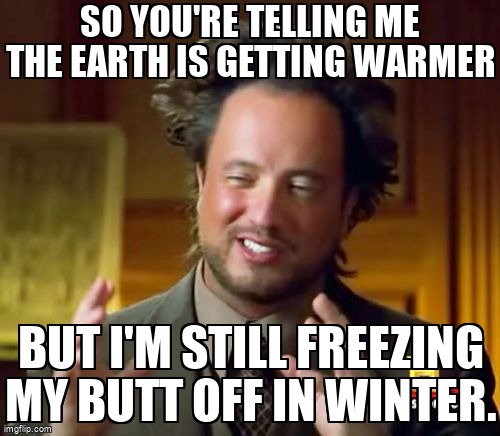 SO YOU'RE TELLING ME
THE EARTH IS GETTING WARMER
BUT I'M STILL FREEZING
MY BUTT OFF IN WINTER.
imgflip.com